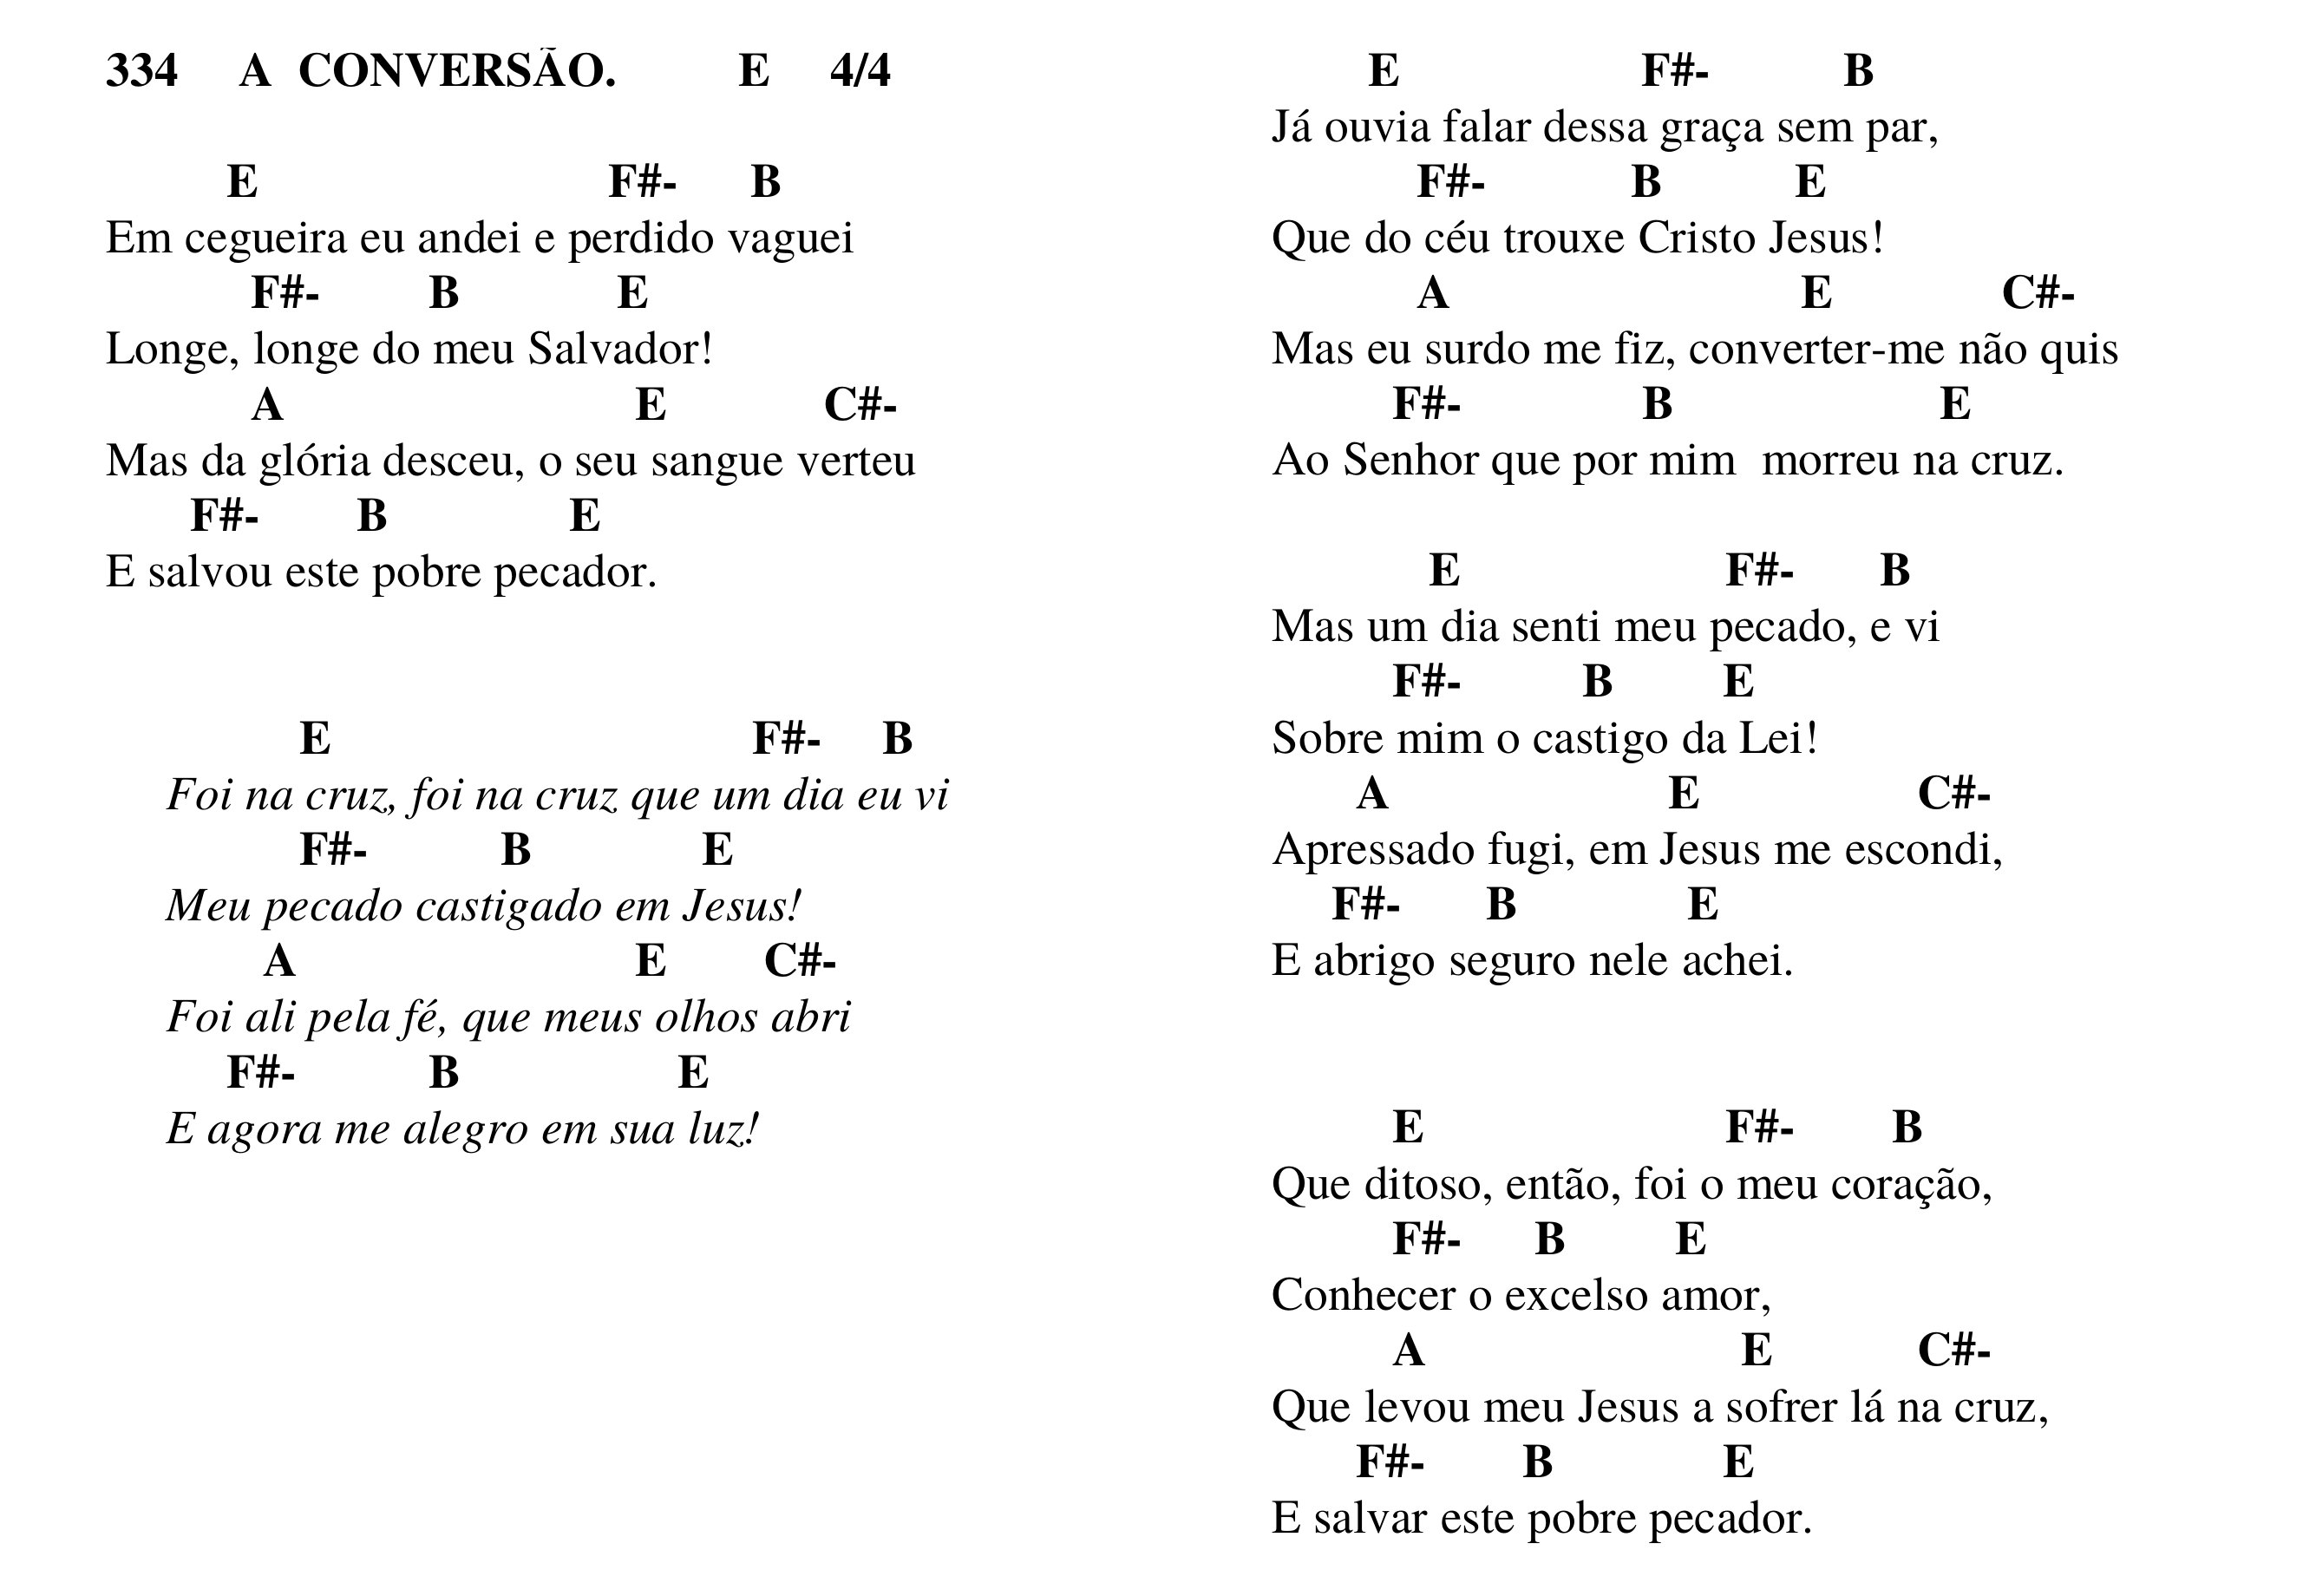 334 A CONVERSÃO. E 4/4
E F#- B
Em cegueira eu andei e perdido vaguei
F#- B E
Longe, longe do meu Salvador!
A E C#-
Mas da glória desceu, o seu sangue verteu
F#- B E
E salvou este pobre pecador.
E F#- B
Foi na cruz, foi na cruz que um dia eu vi
F#- B E
Meu pecado castigado em Jesus!
A E C#-
Foi ali pela fé, que meus olhos abri
F#- B E
E agora me alegro em sua luz!
E F#- B
Já ouvia falar dessa graça sem par,
F#- B E
Que do céu trouxe Cristo Jesus!
A E C#-
Mas eu surdo me fiz, converter-me não quis
F#- B E
Ao Senhor que por mim morreu na cruz.
E F#- B
Mas um dia senti meu pecado, e vi
F#- B E
Sobre mim o castigo da Lei!
A E C#-
Apressado fugi, em Jesus me escondi,
F#- B E
E abrigo seguro nele achei.
E F#- B
Que ditoso, então, foi o meu coração,
F#- B E
Conhecer o excelso amor,
A E C#-
Que levou meu Jesus a sofrer lá na cruz,
F#- B E
E salvar este pobre pecador.